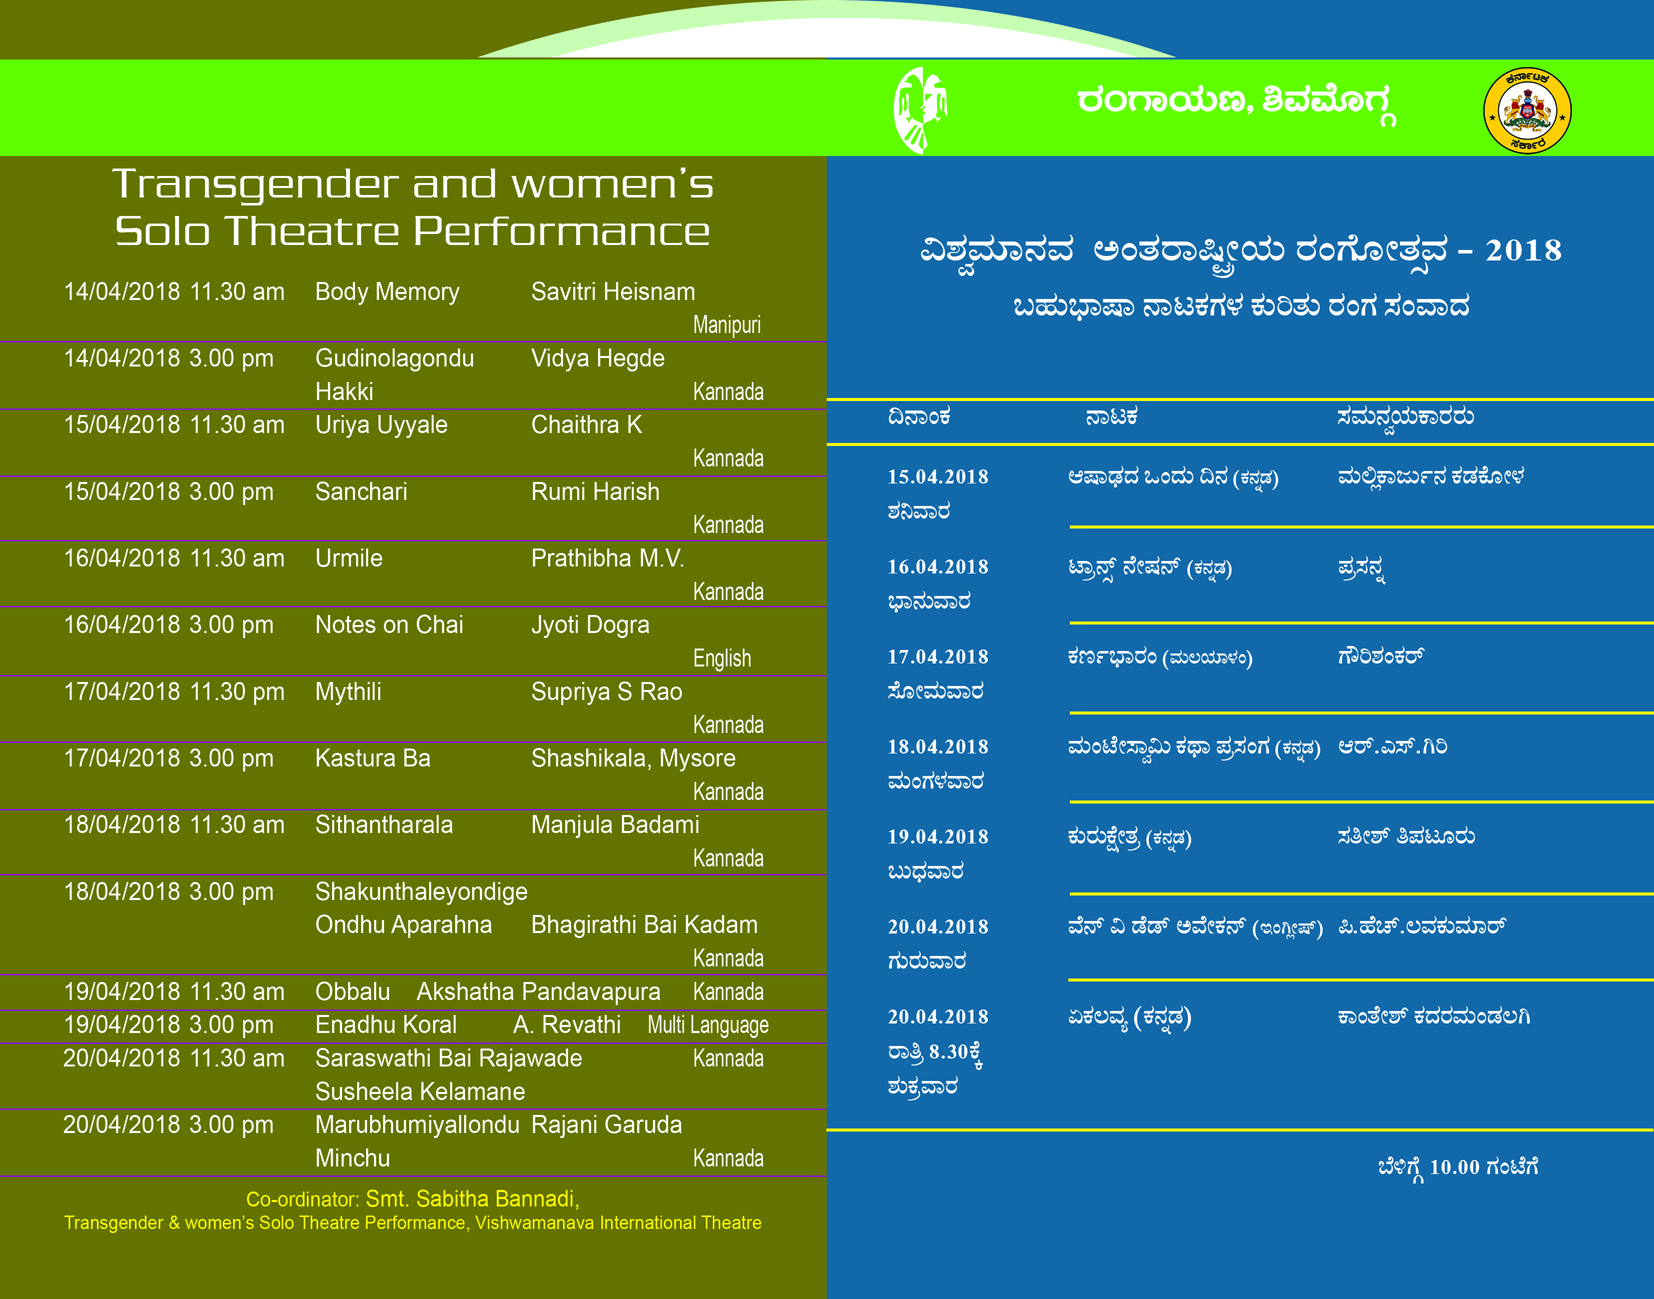 ರಂಗಾಯಣ, ಶಿವಮೊಗ್ಗ
ಕರ್ನಾಟಕ
ಸರ್ಕಾರ
Transgender and women's
Solo Theatre Performance
14/04/2018 11.30 am Body Memory Savitri Heisnam
Manipuri
14/04/2018 3.00 pm Gudinolagondu Vidya Hegde
Hakki Kannada
15/04/2018 11.30 am Uriya Uyyale Chaithra K
Kannada
15/04/2018 3.00 pm Sanchari Rumi Harish
Kannada
16/04/2018 11.30 am Urmile Prathibha M.V.
Kannada
16/04/2018 3.00 pm Notes on Chai Jyoti Dogra
English
17/04/2018 11.30 pm Mythili Supriya S Rao
Kannada
17/04/2018 3.00 pm Kastura Ba Shashikala, Mysore
Kannada
18/04/2018 11.30 am Sithantharala Manjula Badami
Kannada
18/04/2018 3.00 pm Shakunthaleyondige
Ondhu Aparahna Bhagirathi Bai Kadam
Kannada
19/04/2018 11.30 am Obbalu Akshatha Pandavapura Kannada
19/04/2018 3.00 pm Enadhu Koral A. Revathi Multi Language
20/04/2018 11.30 am Saraswathi Bai Rajawade Kannada
Susheela Kelamane
20/04/2018 3.00 pm Marubhumiyallondu Rajani Garuda
Minchu Kannada
Co-ordinator: Smt. Sabitha Bannadi,
Transgender & women's Solo Theatre Performance, Vishwamanava International Theatre
ವಿಶ್ವಮಾನವ ಅಂತರಾಷ್ಟ್ರೀಯ ರಂಗೋತ್ಸವ - 2018
ಬಹುಭಾಷಾ ನಾಟಕಗಳ ಕುರಿತು ರಂಗ ಸಂವಾದ
ದಿನಾಂಕ ನಾಟಕ ಸಮನ್ವಯಕಾರರು
15.04.2018 ಆಷಾಢದ ಒಂದು ದಿನ (ಕನ್ನಡ) ಮಲ್ಲಿಕಾರ್ಜುನ ಕಡಕೋಳ
ಶನಿವಾರ
16.04.2018 ಟ್ರಾನ್ಸ್ ನೇಷನ್ (ಕನ್ನಡ) ಪ್ರಸನ್ನ
ಭಾನುವಾರ
17.04.2018 ಕರ್ಣಭಾರಂ (ಮಲಯಾಳಂ) ಗೌರಿಶಂಕರ್
ಸೋಮವಾರ
18.04.2018 ಮಂಟೇಸ್ವಾಮಿ ಕಥಾ ಪ್ರಸಂಗ (ಕನ್ನಡ) ಆರ್.ಎಸ್.ಗಿರಿ
ಮಂಗಳವಾರ
19.04.2018 ಕುರುಕ್ಷೇತ್ರ (ಕನ್ನಡ) ಸತೀಶ್ ತಿಪಟೂರು
ಬುಧವಾರ
20.04.2018 ವೆನ್ ವಿ ಡೆಡ್ ಅವೇಕನ್ (ಇಂಗ್ಲೀಷ್) ಪಿ.ಹೆಚ್.ಲವಕುಮಾರ್
ಗುರುವಾರ
20.04.2018 ಏಕಲವ್ಯ (ಕನ್ನಡ) ಕಾಂತೇಶ್ ಕದರಮಂಡಲಗಿ
ರಾತ್ರಿ 8.30ಕ್ಕೆ
ಶುಕ್ರವಾರ
ಬೆಳಿಗ್ಗೆ 10.00 ಗಂಟೆಗೆ